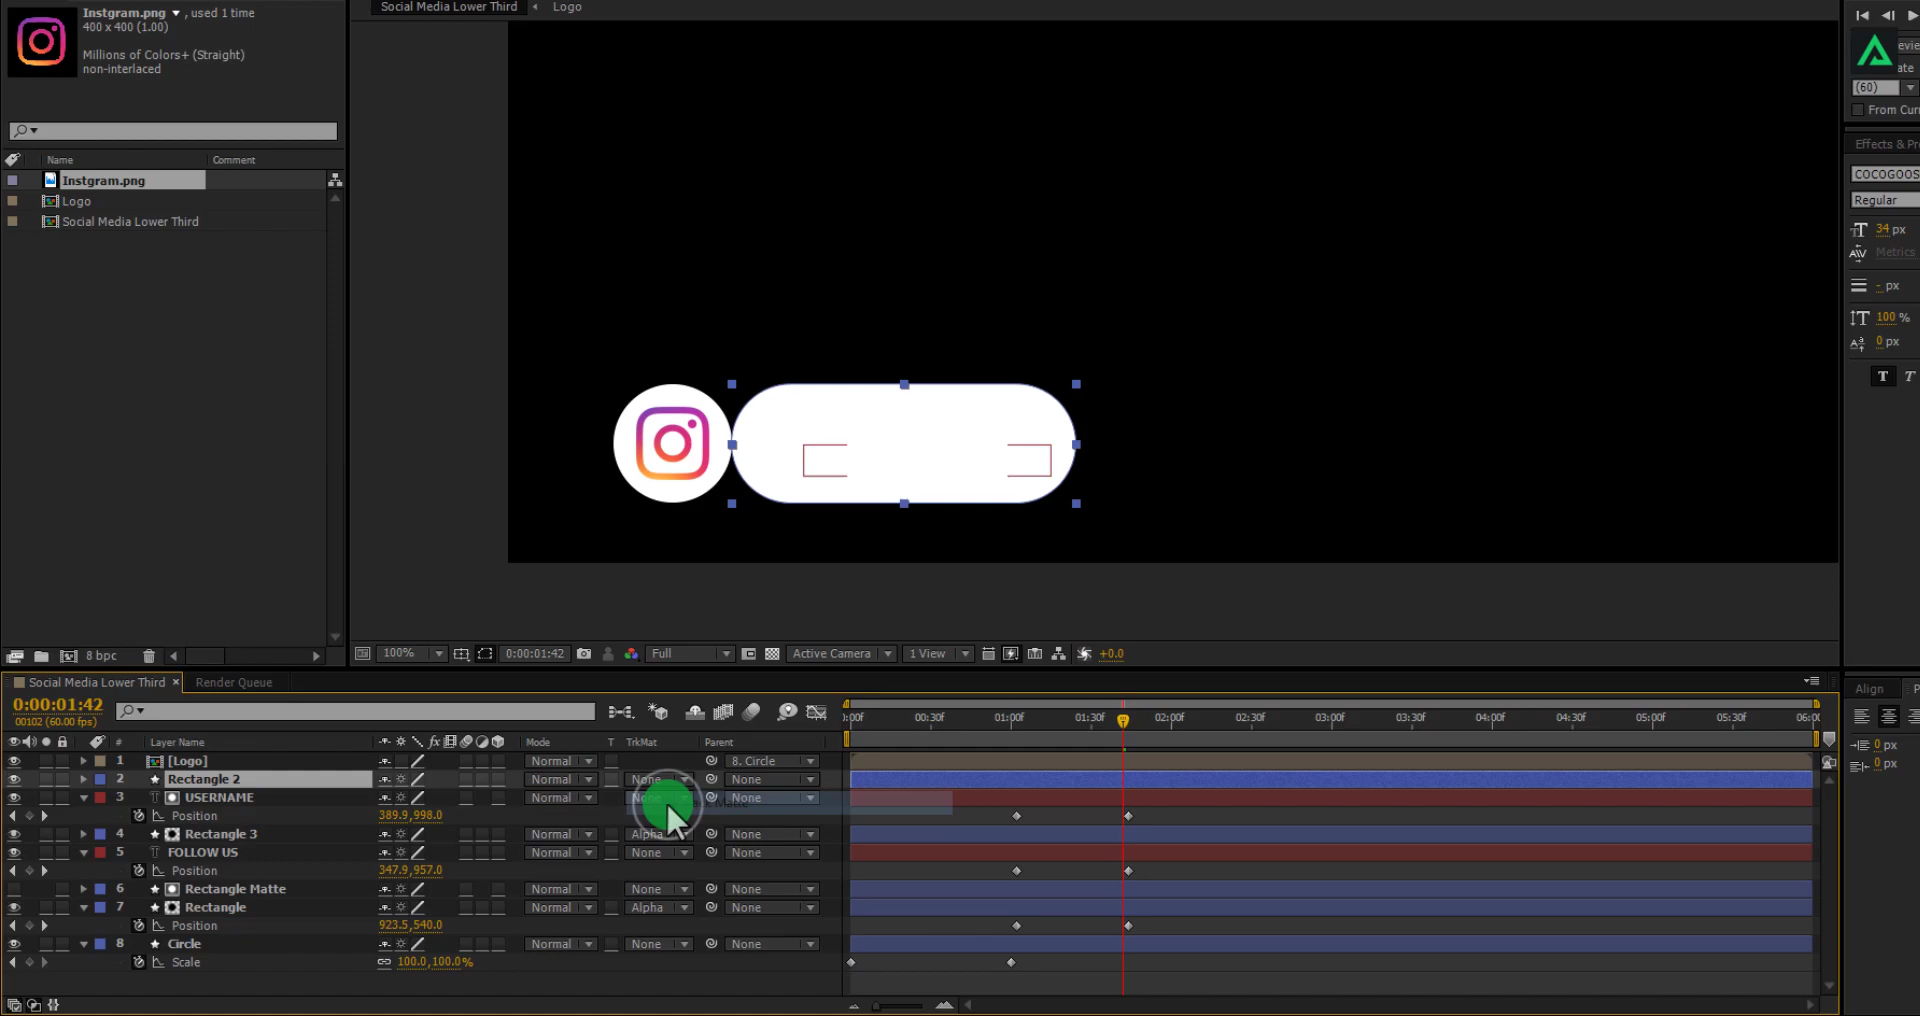 Instgram.png ▼ , used 1 time
400 x 400 (1.00)
Millions of Colors+ (Straight)
non-interlaced
Name
Comment
Instgram.png
Logo
Social Media Lower Third
8 bpc
Social Media Lower Third
Logo
100%
0:00:01:42
Full
Active Camera
1 View
+0.0
(60)
From Cur
Effects & Pr
COCOGOOS
Regular
34 px
Metrics
- px
100 %
0 px
T T
Align
0 px
0 px
Social Media Lower Third ×
Render Queue
0:00:01:42
00102 (60.00 fps)
:00f 00:30f 01:00f 01:30f 02:00f 02:30f 03:00f 03:30f 04:00f 04:30f 05:00f 05:30f 06:0
# Layer Name Mode T TrkMat Parent
1 [Logo] Normal 8. Circle
2 Rectangle 2 Normal None None
3 T USERNAME Normal None
Position 389.9,998.0
4 Rectangle 3 Normal Alpha None
5 T FOLLOW US Normal None None
Position 347.9,957.0
6 Rectangle Matte Normal None None
7 Rectangle Normal Alpha None
Position 923.5,540.0
8 Circle Normal None None
Scale 100.0,100.0%